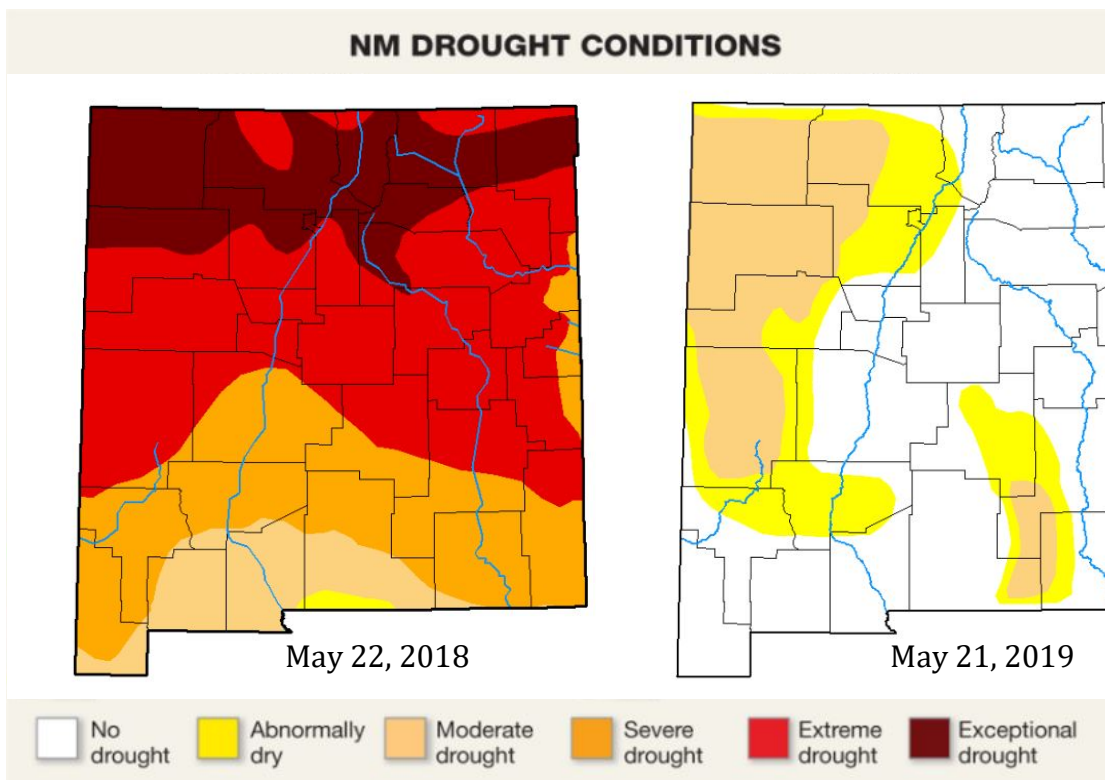 NM DROUGHT CONDITIONS
May 22, 2018
May 21, 2019
No
drought
Abnormally
dry
Moderate
drought
Severe
drought
Extreme
drought
Exceptional
drought